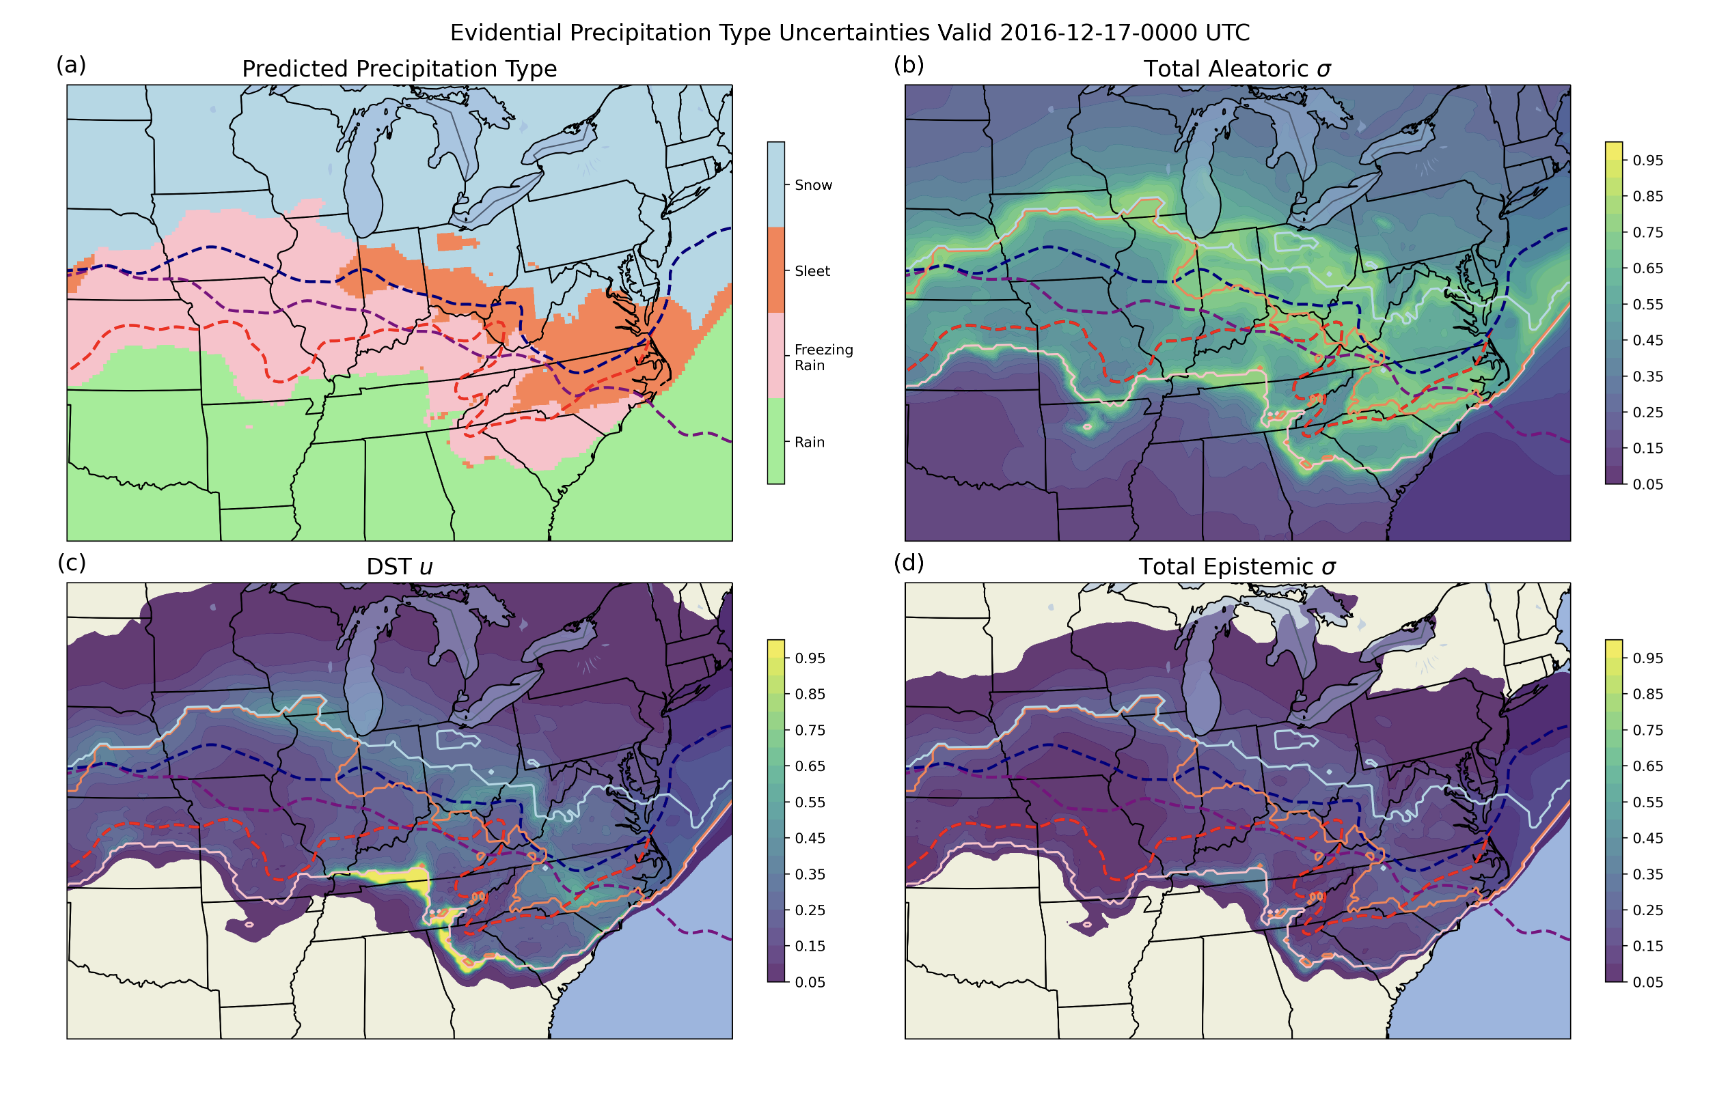 Evidential Precipitation Type Uncertainties Valid 2016-12-17-0000 UTC
(a)
Predicted Precipitation Type
Snow
Sleet
Freezing
Rain
Rain
(b)
Total Aleatoric σ
0.95
0.85
0.75
0.65
0.55
0.45
0.35
0.25
0.15
0.05
(c)
DST u
0.95
0.85
0.75
0.65
0.55
0.45
0.35
0.25
0.15
0.05
(d)
Total Epistemic σ
0.95
0.85
0.75
0.65
0.55
0.45
0.35
0.25
0.15
0.05